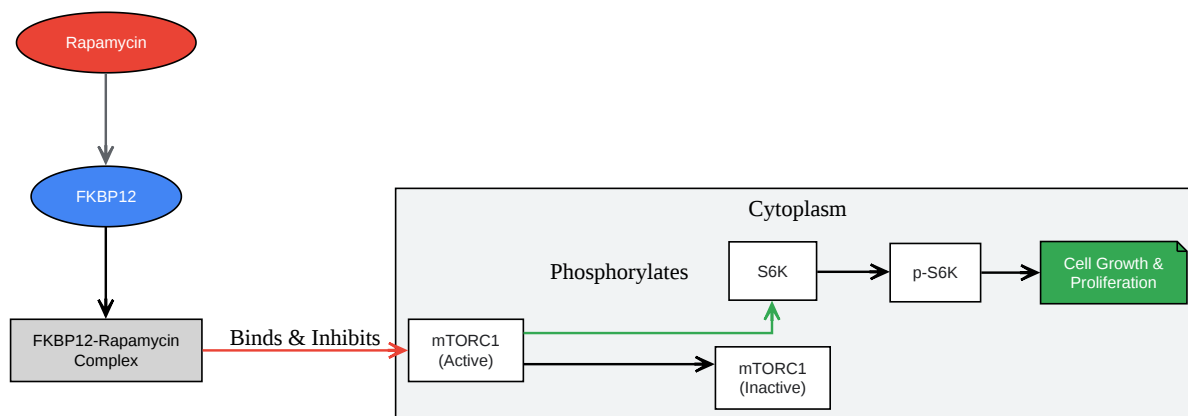 Rapamycin
FKBP12
FKBP12-Rapamycin
Complex
Binds & Inhibits
Cytoplasm
Phosphorylates
mTORC1
(Active)
S6K
p-S6K
Cell Growth &
Proliferation
mTORC1
(Inactive)